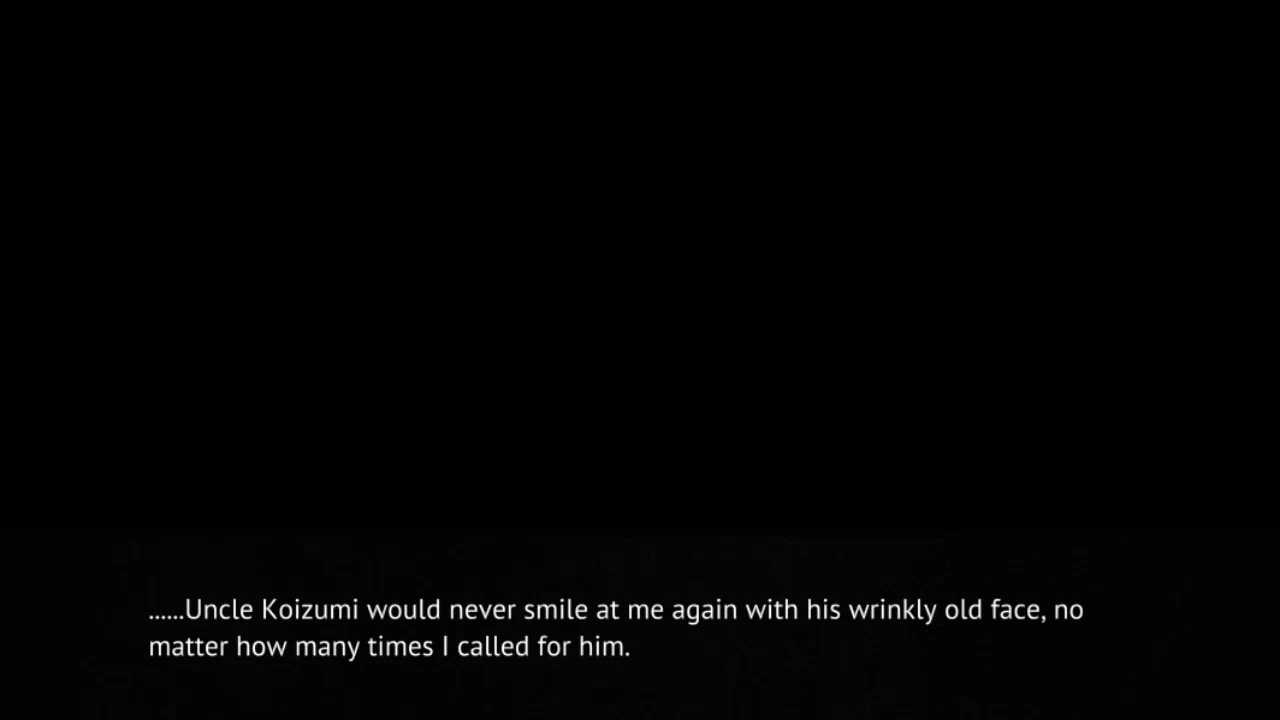 ......Uncle Koizumi would never smile at me again with his wrinkly old face, no
matter how many times I called for him.